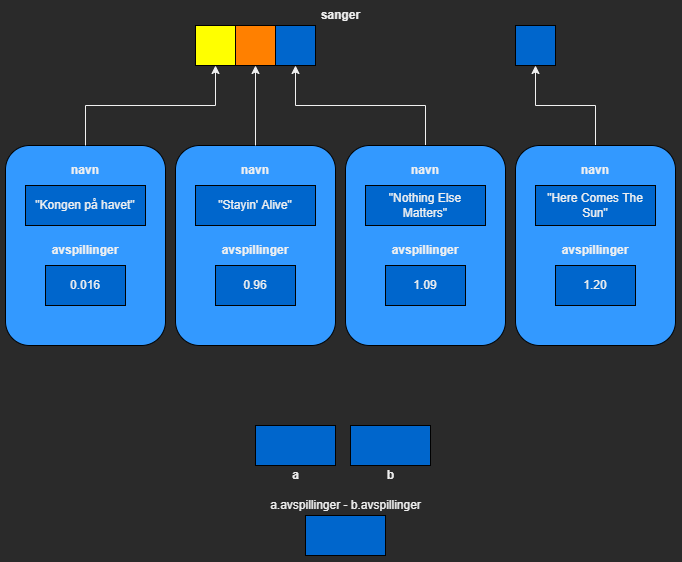 sanger
navn
"Kongen på havet"
avspillinger
0.016
navn
"Stayin' Alive"
avspillinger
0.96
navn
"Nothing Else
Matters"
avspillinger
1.09
navn
"Here Comes The
Sun"
avspillinger
1.20
a
b
a.avspillinger - b.avspillinger